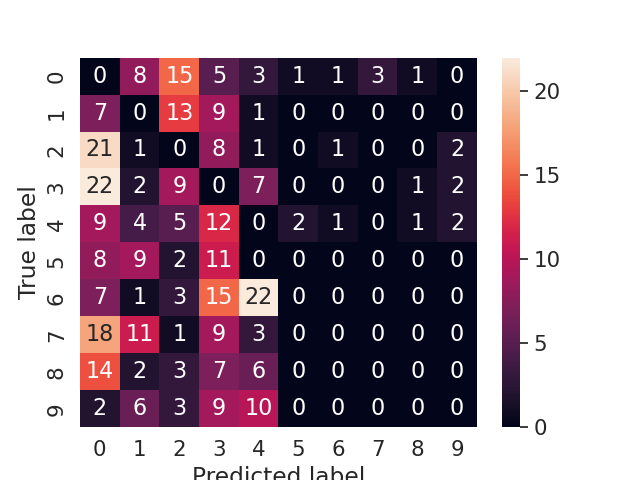 0 0 8 15 5 3 1 1 3 1 0
1 7 0 13 9 1 0 0 0 0 0
2 21 1 0 8 1 0 1 0 0 2
3 22 2 9 0 7 0 0 0 1 2
4 9 4 5 12 0 2 1 0 1 2
5 8 9 2 11 0 0 0 0 0 0
6 7 1 3 15 22 0 0 0 0 0
7 18 11 1 9 3 0 0 0 0 0
8 14 2 3 7 6 0 0 0 0 0
9 2 6 3 9 10 0 0 0 0 0
0 1 2 3 4 5 6 7 8 9
Predicted label
True label
20
15
10
5
0